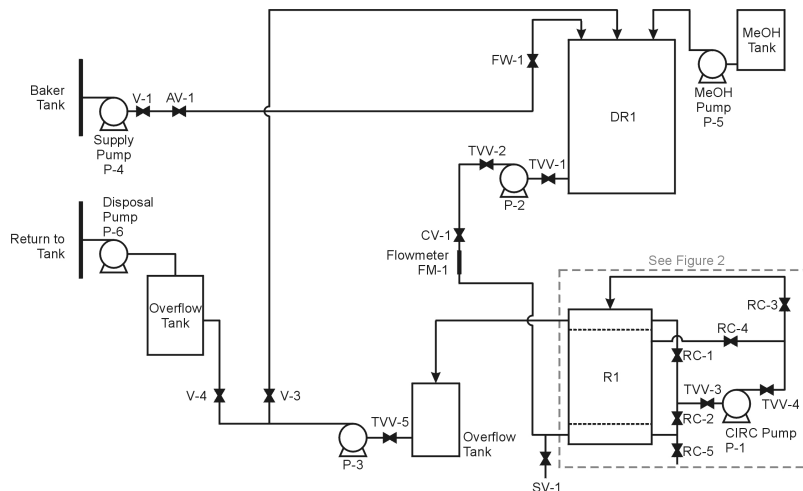 MeOH
Tank
FW-1
Baker
Tank
V-1
AV-1
MeOH
Pump
P-5
DR1
Supply
Pump
P-4
TVV-2
TVV-1
P-2
Disposal
Pump
P-6
Return to
Tank
CV-1
Flowmeter
FM-1
See Figure 2
Overflow
Tank
RC-3
RC-4
RC-1
R1
TVV-3
TVV-4
V-4
V-3
TVV-5
RC-2
CIRC Pump
P-1
Overflow
Tank
RC-5
P-3
SV-1